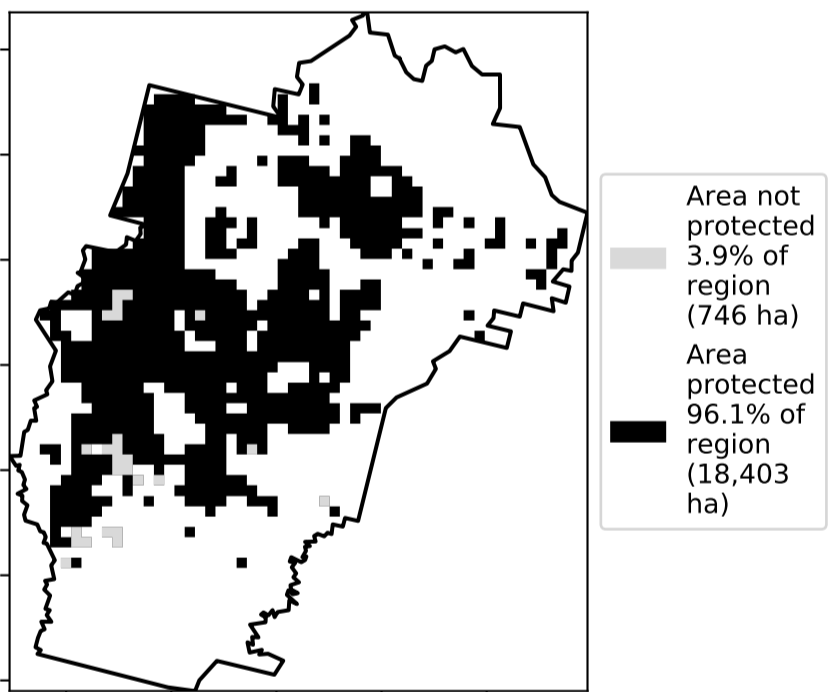 Area not
protected
3.9% of
region
(746 ha)
Area
protected
96.1% of
region
(18,403
ha)